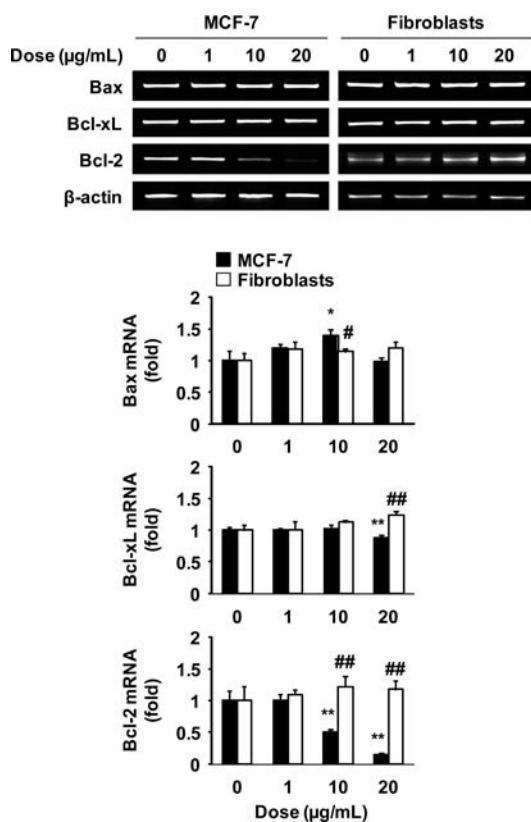 MCF-7 Fibroblasts
Dose (µg/mL) 0 1 10 20 0 1 10 20
Bax
Bcl-xL
Bcl-2
β-actin
MCF-7
Fibroblasts
Bax mRNA
(fold)
2
1.5
1
0.5
0
* #
0 1 10 20
Bcl-xL mRNA
(fold)
2
1.5
1
0.5
0
** ##
0 1 10 20
Bcl-2 mRNA
(fold)
2
1.5
1
0.5
0
** ## ** ##
0 1 10 20
Dose (µg/mL)